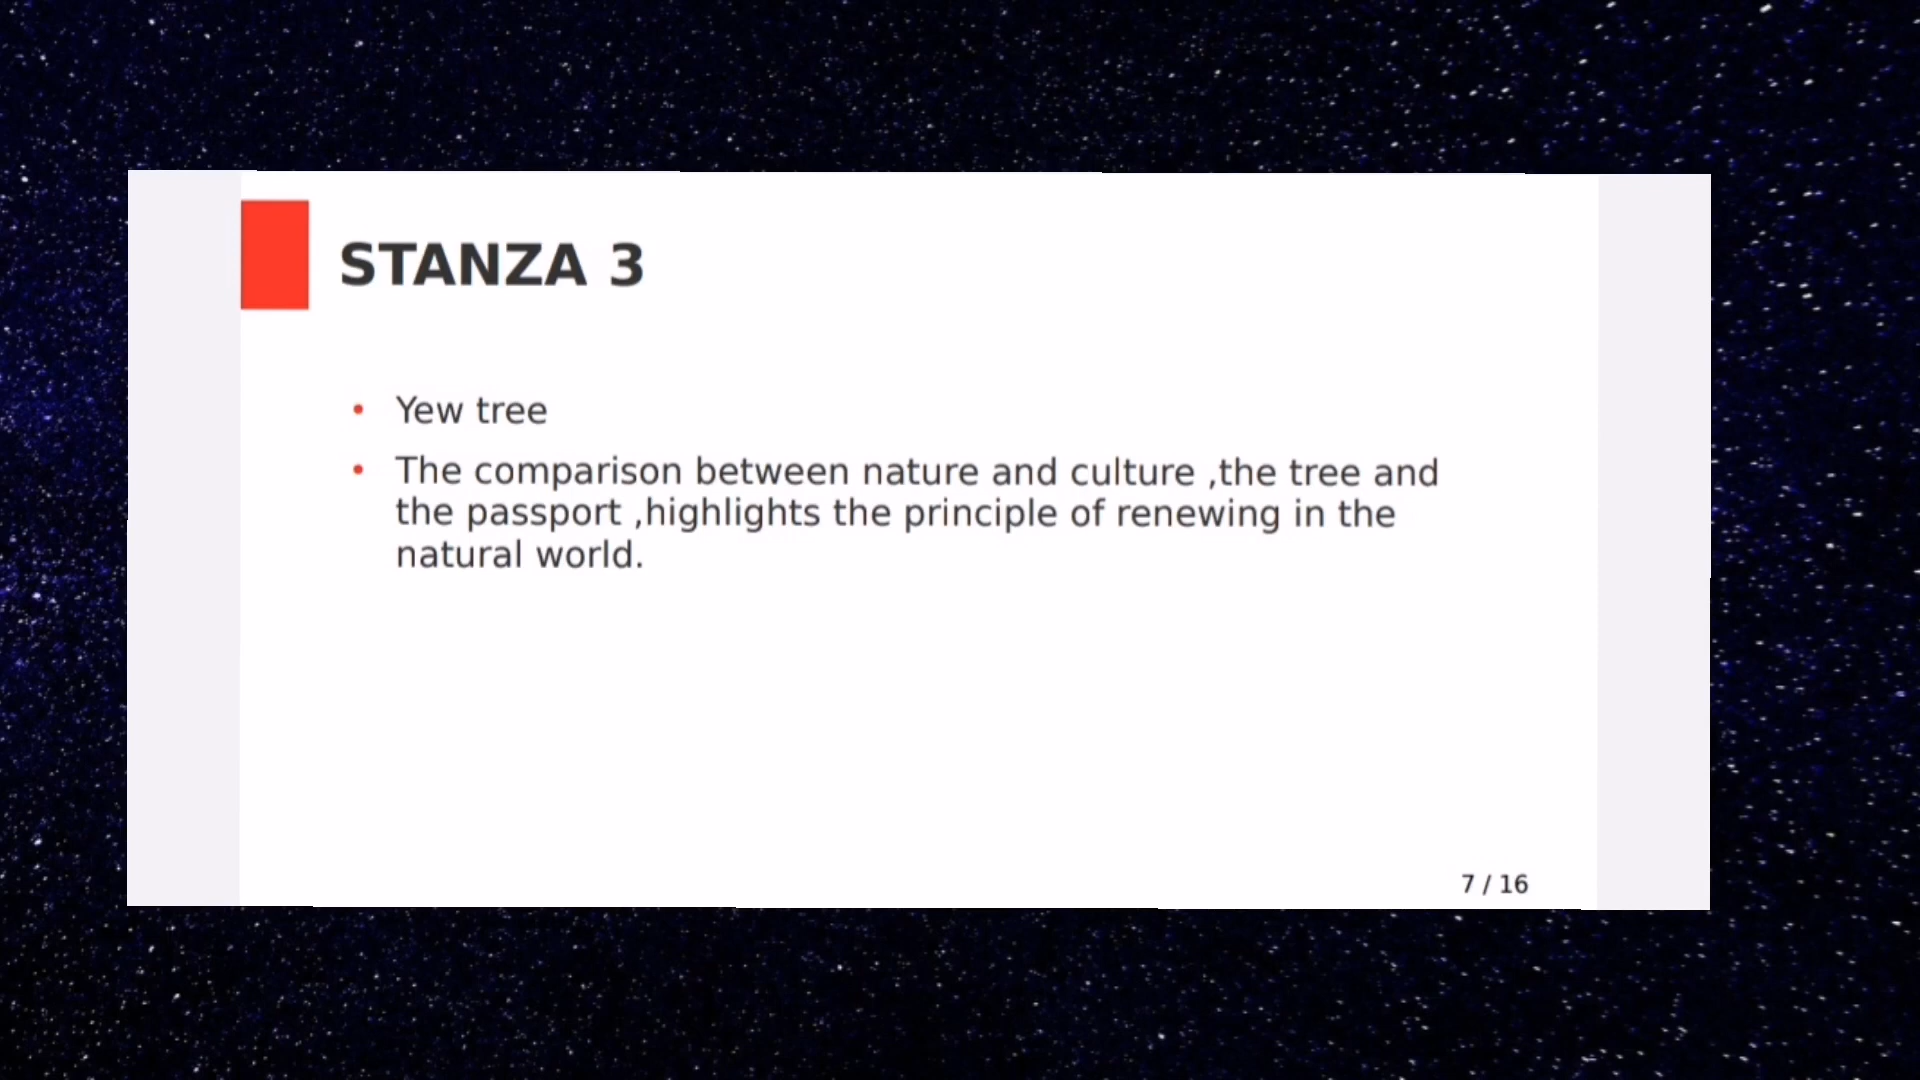 STANZA 3
• Yew tree
• The comparison between nature and culture ,the tree and
the passport ,highlights the principle of renewing in the
natural world.
7 / 16